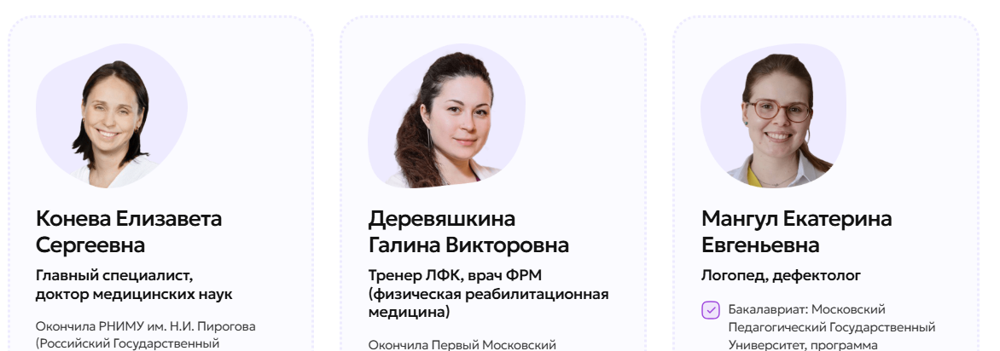 Конева Елизавета
Сергеевна
Главный специалист,
доктор медицинских наук
Окончила РНИМУ им. Н.И. Пирогова
(Российский Государственный
Деревяшкина
Галина Викторовна
Тренер ЛФК, врач ФРМ
(физическая реабилитационная
медицина)
Окончила Первый Московский
Мангул Екатерина
Евгеньевна
Логопед, дефектолог
Бакалавриат: Московский
Педагогический Государственный
Университет, программа